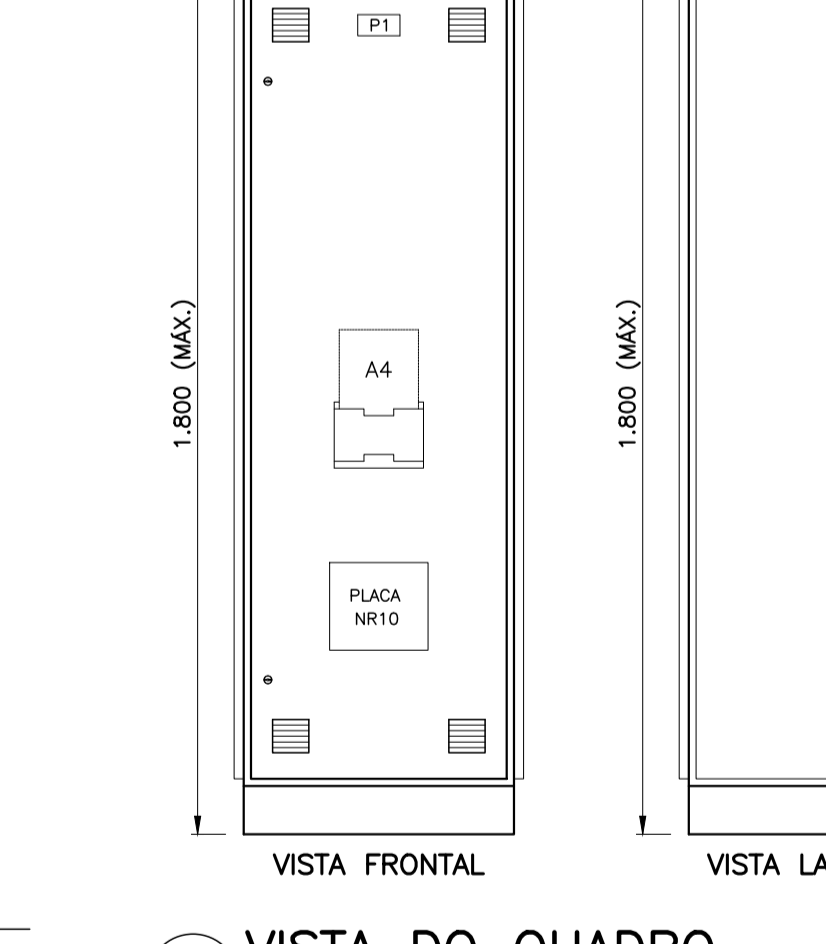 P1
1.800 (MÁX.)
A4
PLACA
NR10
VISTA FRONTAL
1.800 (MÁX.)
VISTA LA
VISTA DO QUADRO